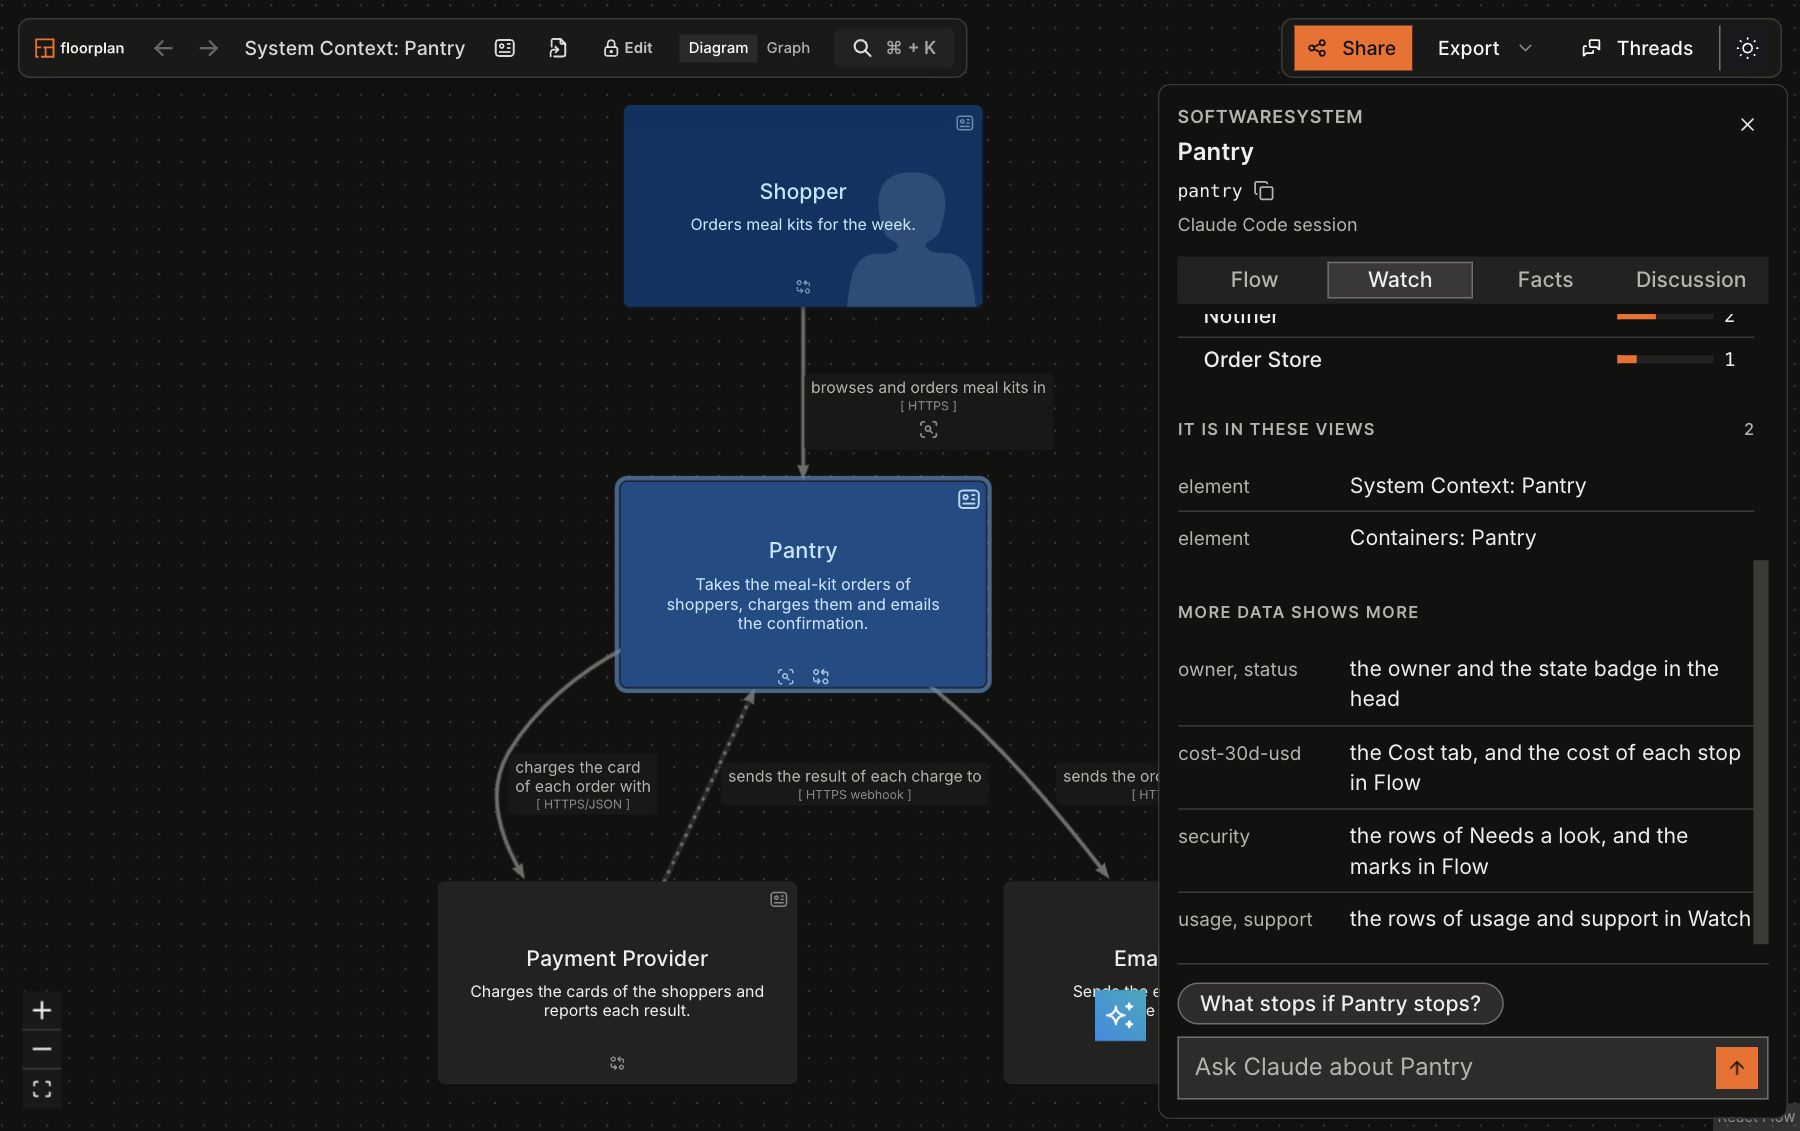 floorplan
System Context: Pantry
Edit
Diagram
Graph
⌘ + K
Share
Export
Threads
Shopper
Orders meal kits for the week.
browses and orders meal kits in
[ HTTPS ]
Pantry
Takes the meal-kit orders of
shoppers, charges them and emails
the confirmation.
charges the card
of each order with
[ HTTPS/JSON ]
sends the result of each charge to
[ HTTPS webhook ]
sends the
Payment Provider
Charges the cards of the shoppers and
reports each result.
SOFTWARESYSTEM
Pantry
pantry
Claude Code session
Flow
Watch
Facts
Discussion
Notifier 2
Order Store 1
IT IS IN THESE VIEWS 2
element System Context: Pantry
element Containers: Pantry
MORE DATA SHOWS MORE
owner, status the owner and the state badge in the
head
cost-30d-usd the Cost tab, and the cost of each stop
in Flow
security the rows of Needs a look, and the
marks in Flow
usage, support the rows of usage and support in Watch
What stops if Pantry stops?
Ask Claude about Pantry
React Flow